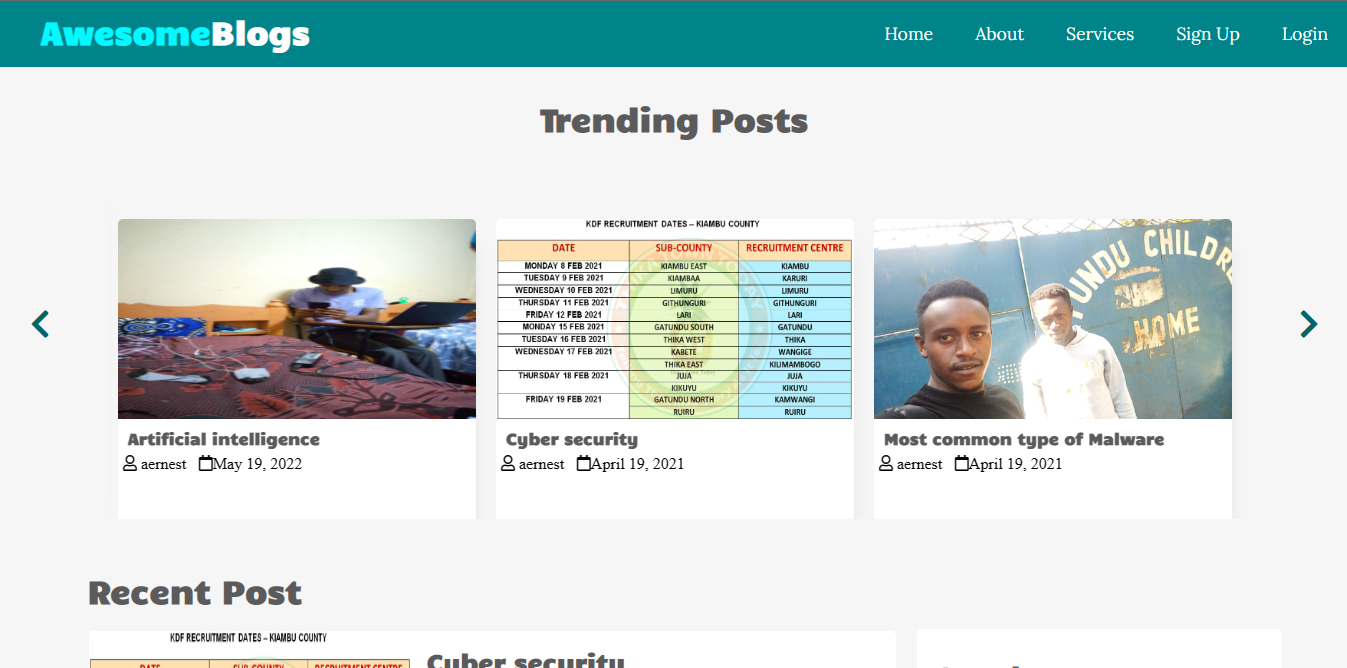 AwesomeBlogs
Home About Services Sign Up Login
Trending Posts
KDF RECRUITMENT DATES – KIAMBU COUNTY
DATE SUB-COUNTY RECRUITMENT CENTRE
MONDAY 8 FEB 2021 KIAMBU EAST KIAMBU
TUESDAY 9 FEB 2021 KIAMBAA KARURI
WEDNESDAY 10 FEB 2021 LIMURU LIMURU
THURSDAY 11 FEB 2021 GITHUNGURI GITHUNGURI
FRIDAY 12 FEB 2021 LARI LARI
MONDAY 15 FEB 2021 GATUNDU SOUTH GATUNDU
TUESDAY 16 FEB 2021 THIKA WEST THIKA
WEDNESDAY 17 FEB 2021 KABETE WANGIGE
THIKA EAST KILIMAMBOGO
THURSDAY 18 FEB 2021 JUJA JUJA
KIKUYU KIKUYU
FRIDAY 19 FEB 2021 GATUNDU NORTH KAMWANGI
RUIRU RUIRU
TUNDU CHILDR
HOME
Artificial intelligence
aernest May 19, 2022
Cyber security
aernest April 19, 2021
Most common type of Malware
aernest April 19, 2021
Recent Post
KDF RECRUITMENT DATES – KIAMBU COUNTY
DATE SUB-COUNTY RECRUITMENT CENTRE
Cyber security